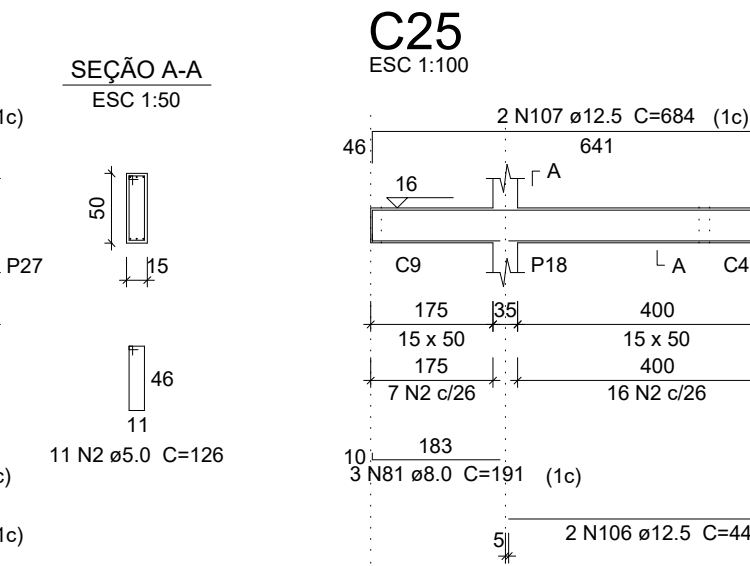 C25
ESC 1:100
SEÇÃO A-A
ESC 1:50
1c)
2 N107 ø12.5 C=684 (1c)
46
641
A
16
50
P27
15
C9
P18
A
C4
175
35
400
15 x 50
15 x 50
175
400
7 N2 c/26
16 N2 c/26
46
11
11 N2 ø5.0 C=126
10
183
3 N81 ø8.0 C=191 (1c)
c)
1c)
5
2 N106 ø12.5 C=44